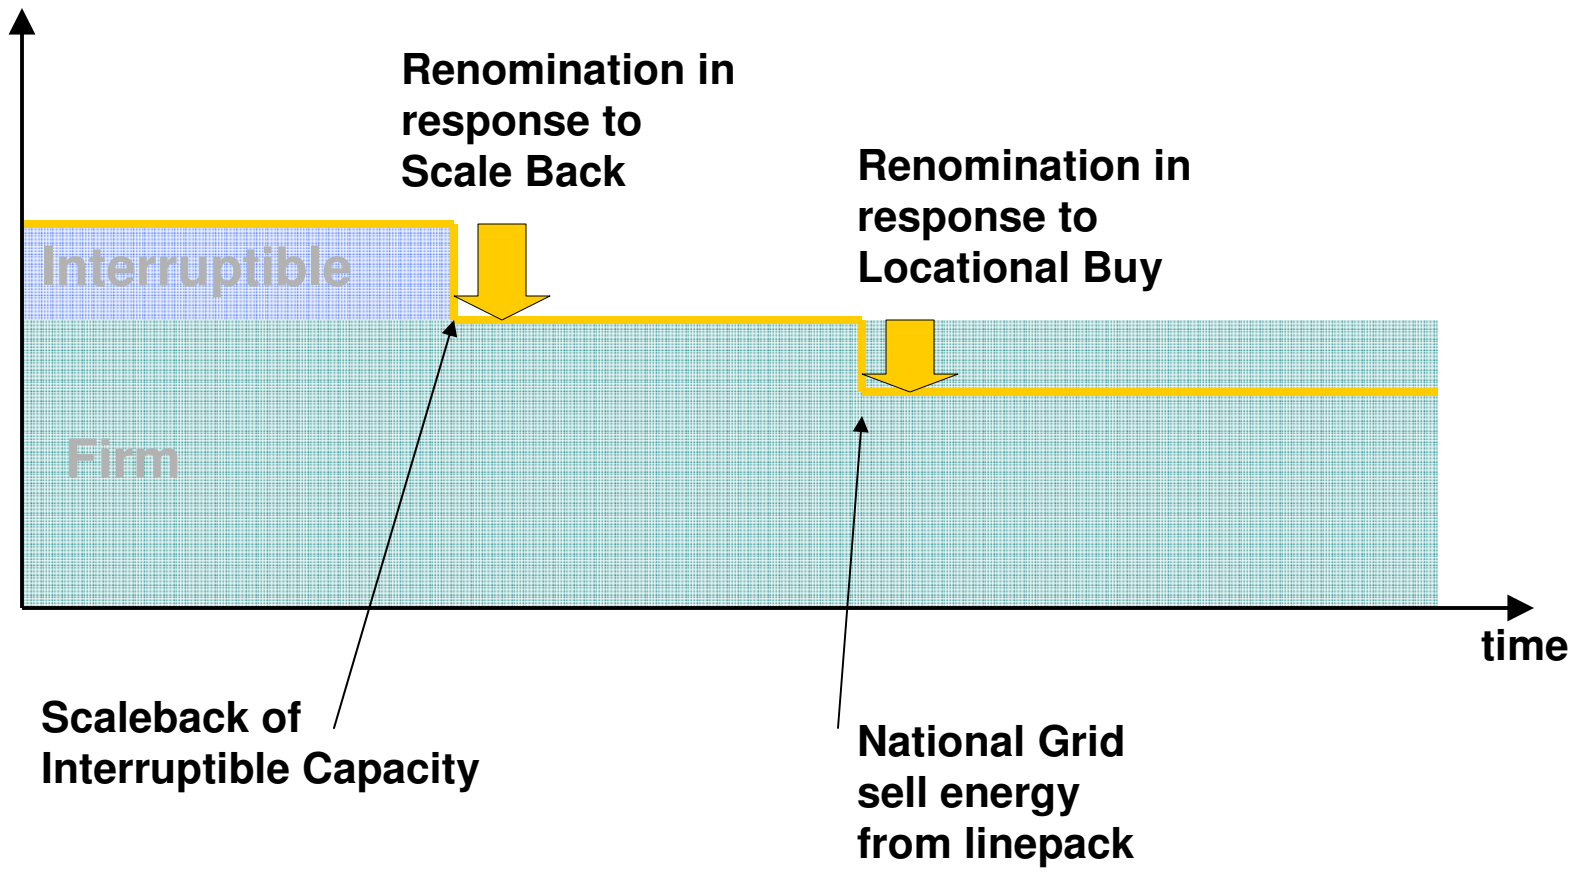 Renomination in
response to
Scale Back
Renomination in
response to
Locational Buy
Interruptible
Firm
time
Scaleback of
Interruptible Capacity
National Grid
sell energy
from linepack